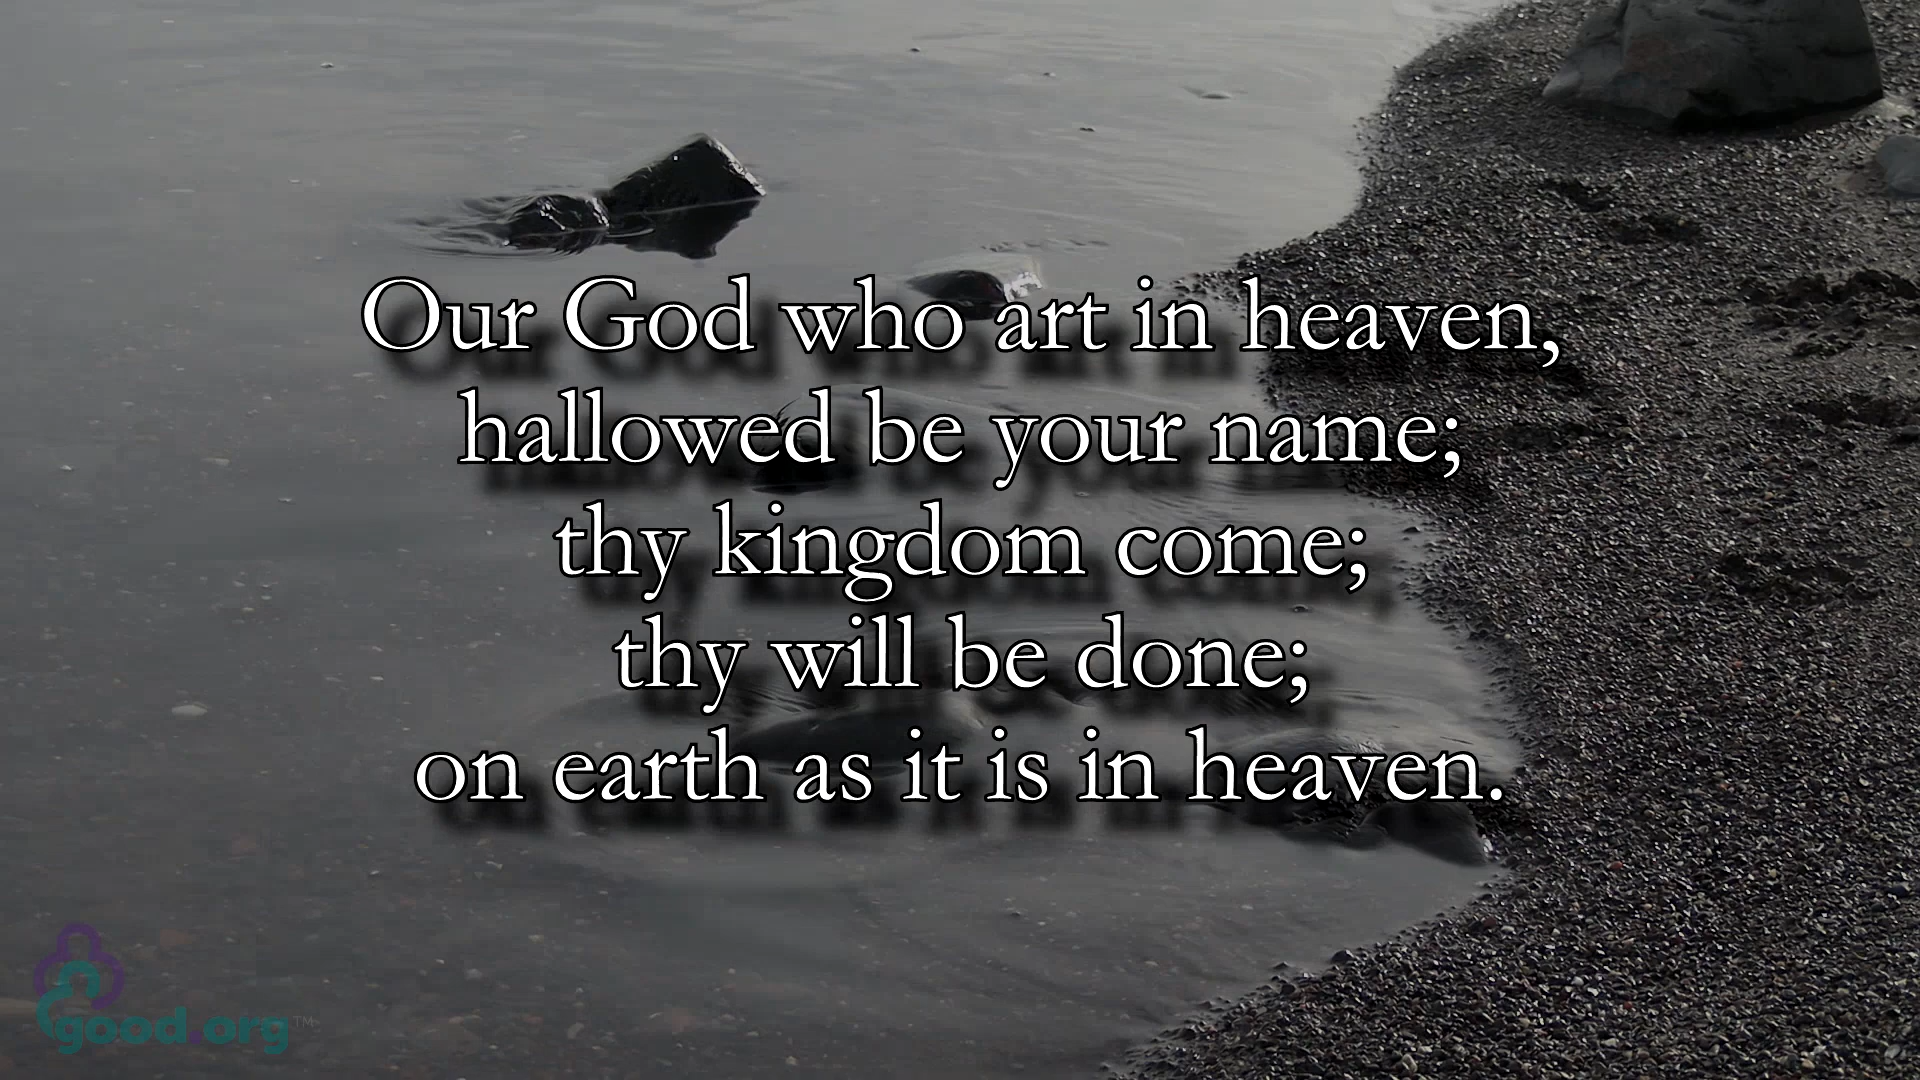 Our God who art in heaven,
hallowed be your name;
thy kingdom come;
thy will be done;
on earth as it is in heaven.
good.org™